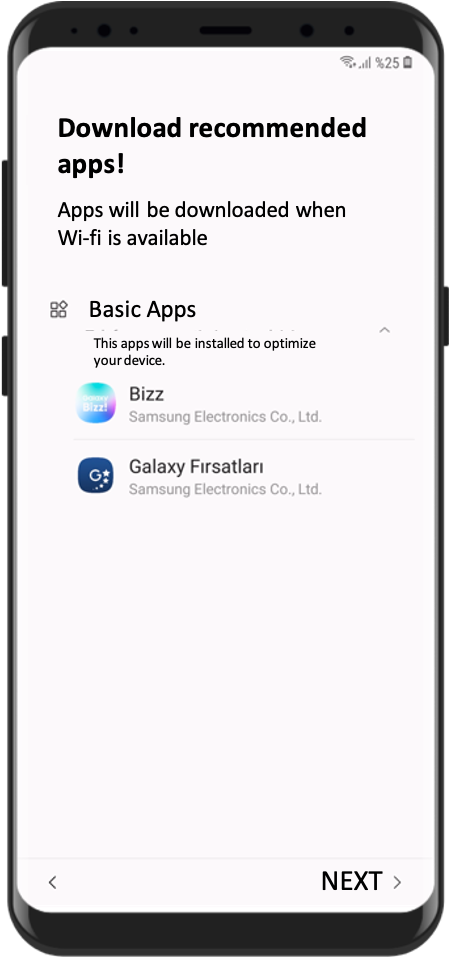 %25
Download recommended
apps!
Apps will be downloaded when
Wi-fi is available
Basic Apps
This apps will be installed to optimize
your device.
Galaxy
Bizz!
Bizz
Samsung Electronics Co., Ltd.
G
Galaxy Fırsatları
Samsung Electronics Co., Ltd.
NEXT